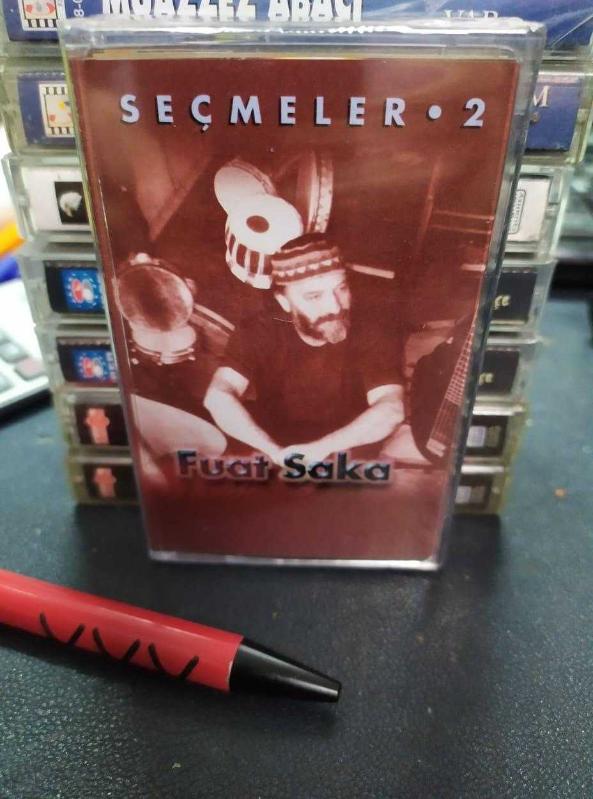 MUAZZEZ ABACI
SEÇMELER • 2
Fuat Saka